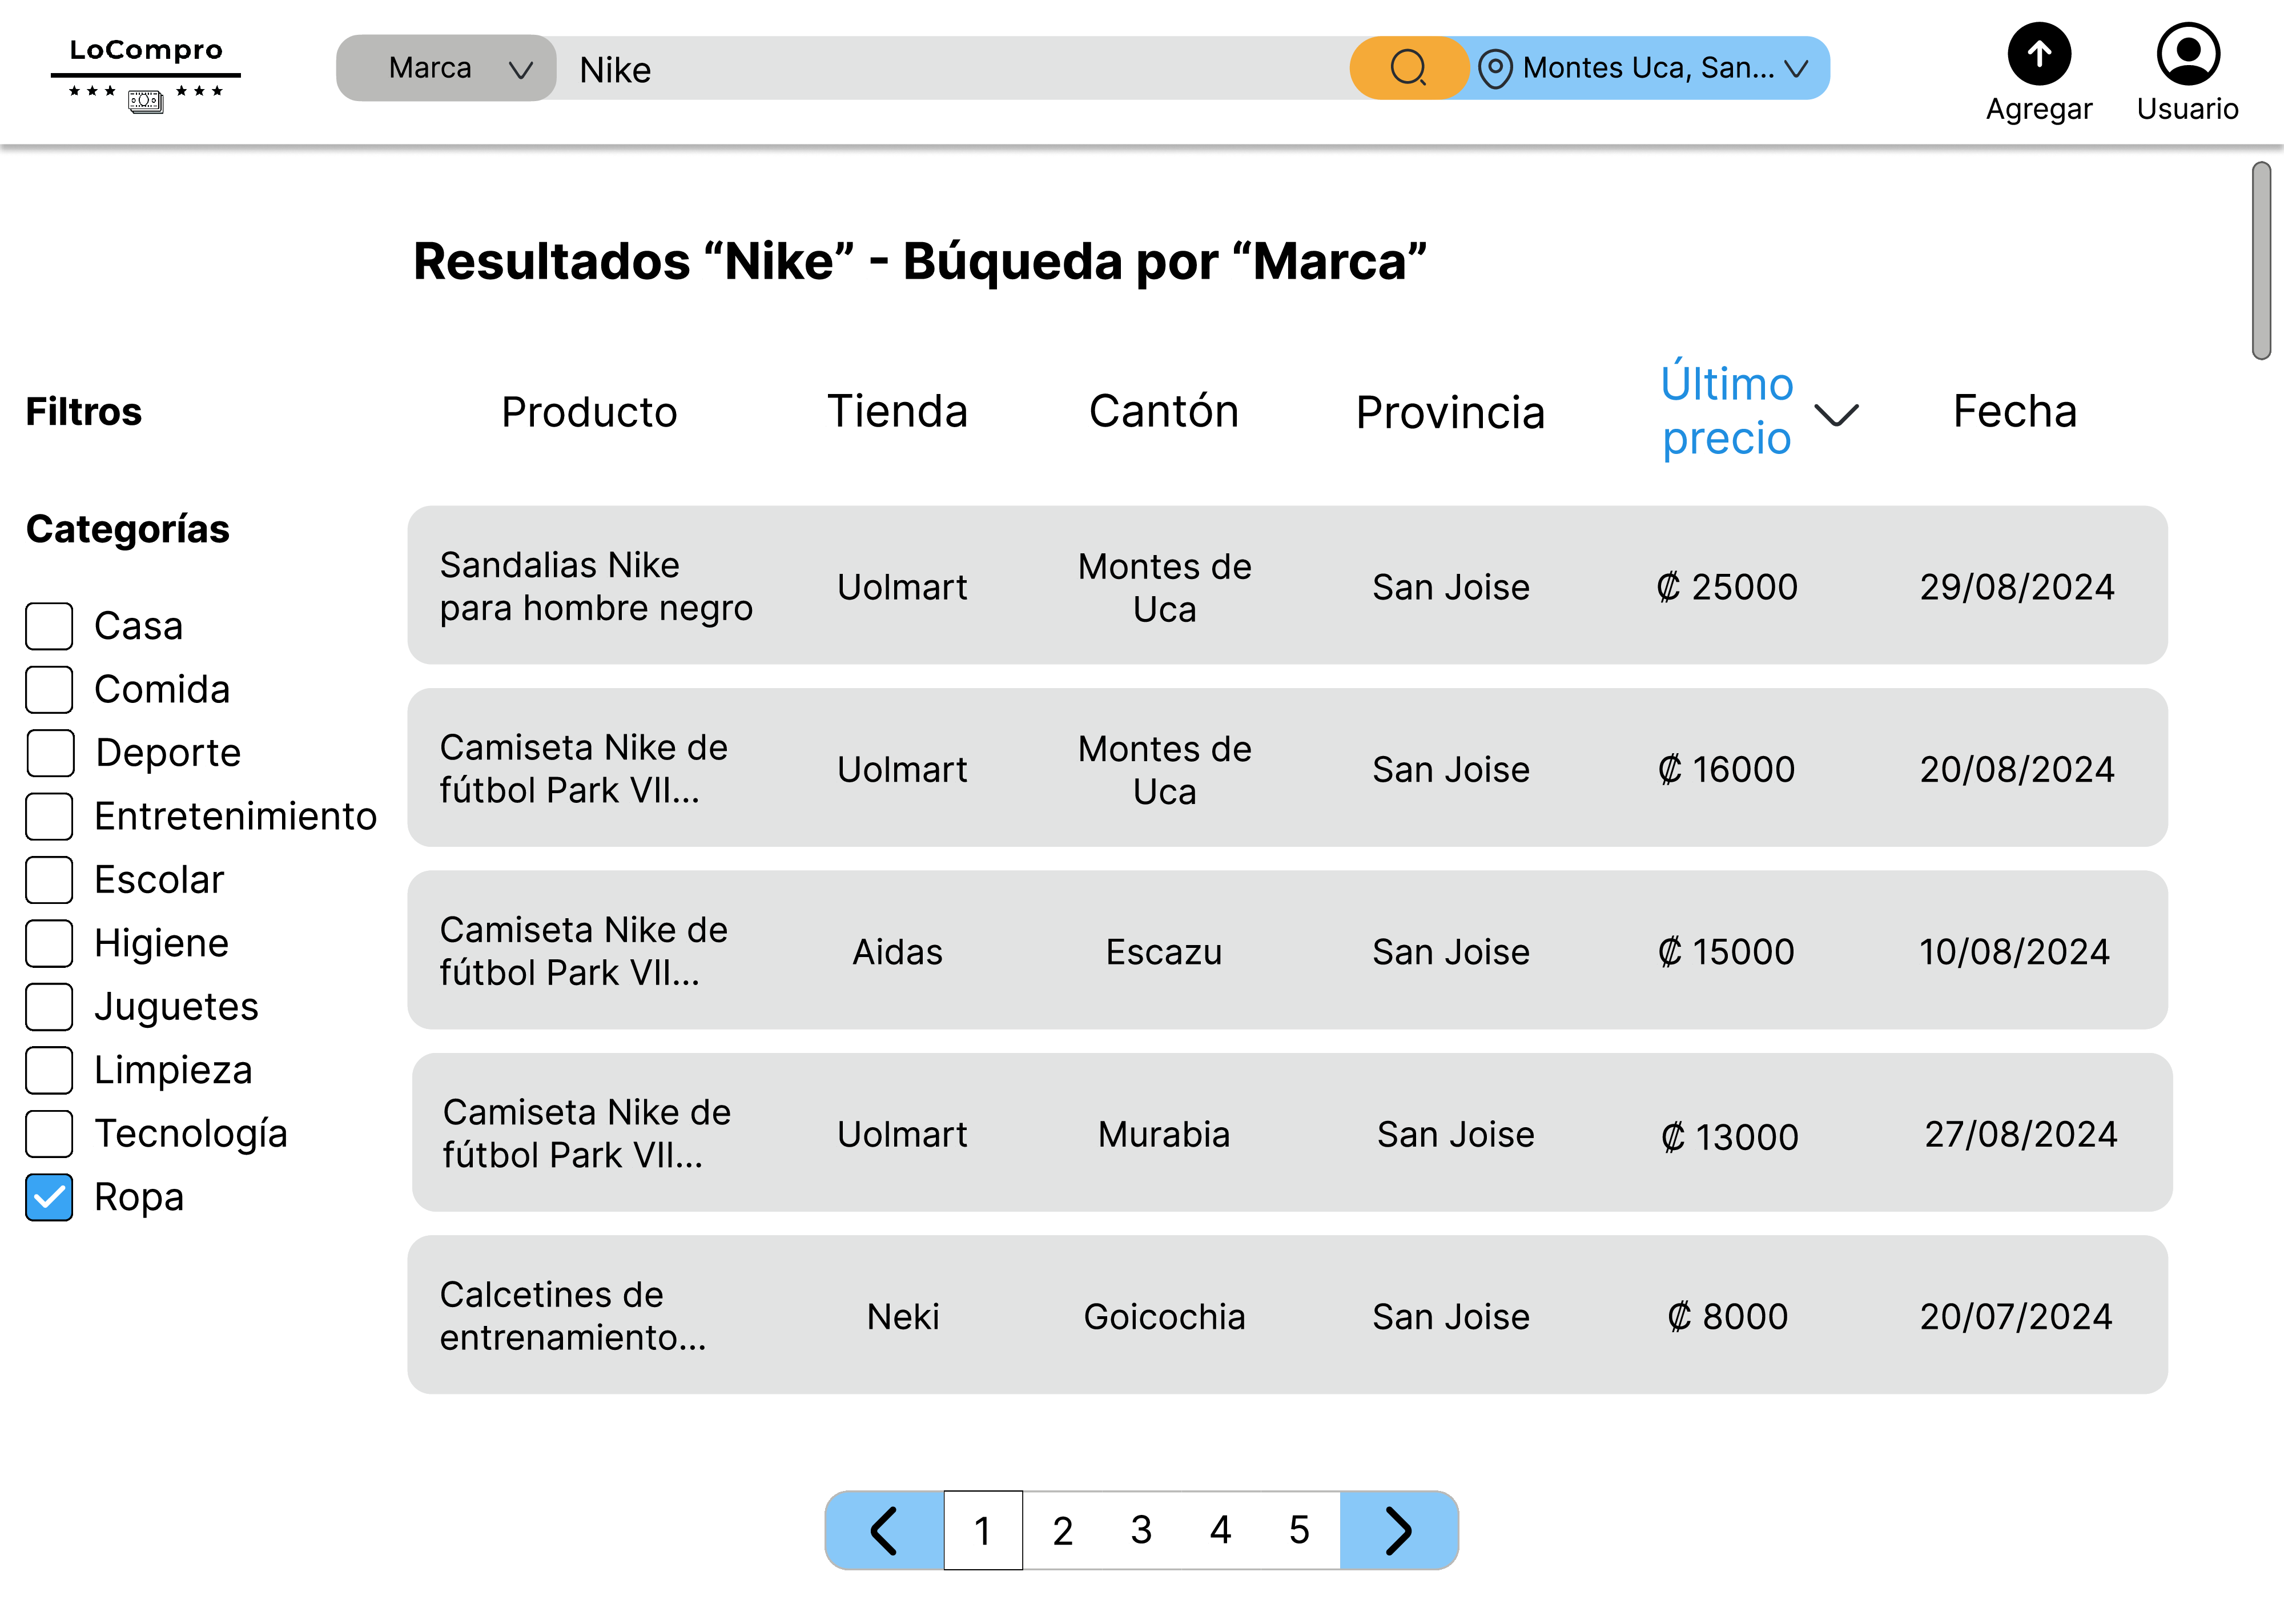 LoCompro
Marca
Nike
Montes Uca, San...
Agregar
Usuario
Resultados “Nike” - Búqueda por “Marca”
Filtros
Producto
Tienda
Cantón
Provincia
Último
precio
Fecha
Categorías
Casa
Comida
Deporte
Entretenimiento
Escolar
Higiene
Juguetes
Limpieza
Tecnología
Ropa
Sandalias Nike
para hombre negro
Uolmart
Montes de
Uca
San Joise
₡ 25000
29/08/2024
Camiseta Nike de
fútbol Park VII...
Uolmart
Montes de
Uca
San Joise
₡ 16000
20/08/2024
Camiseta Nike de
fútbol Park VII...
Aidas
Escazu
San Joise
₡ 15000
10/08/2024
Camiseta Nike de
fútbol Park VII...
Uolmart
Murabia
San Joise
₡ 13000
27/08/2024
Calcetines de
entrenamiento...
Neki
Goicochia
San Joise
₡ 8000
20/07/2024
1 2 3 4 5